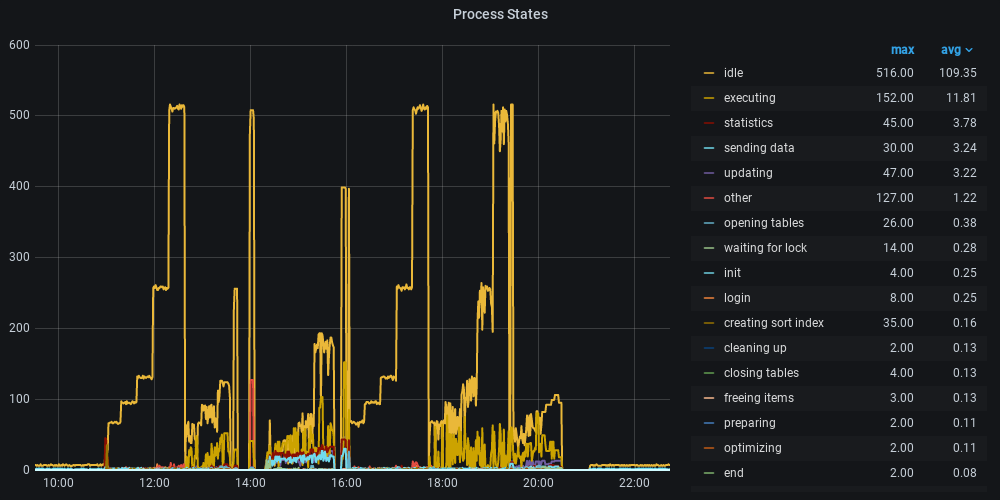 Process States
max avg
idle 516.00 109.35
executing 152.00 11.81
statistics 45.00 3.78
sending data 30.00 3.24
updating 47.00 3.22
other 127.00 1.22
opening tables 26.00 0.38
waiting for lock 14.00 0.28
init 4.00 0.25
login 8.00 0.25
creating sort index 35.00 0.16
cleaning up 2.00 0.13
closing tables 4.00 0.13
freeing items 3.00 0.13
preparing 2.00 0.11
optimizing 2.00 0.11
end 2.00 0.08
600
500
400
300
200
100
0
10:00 12:00 14:00 16:00 18:00 20:00 22:00